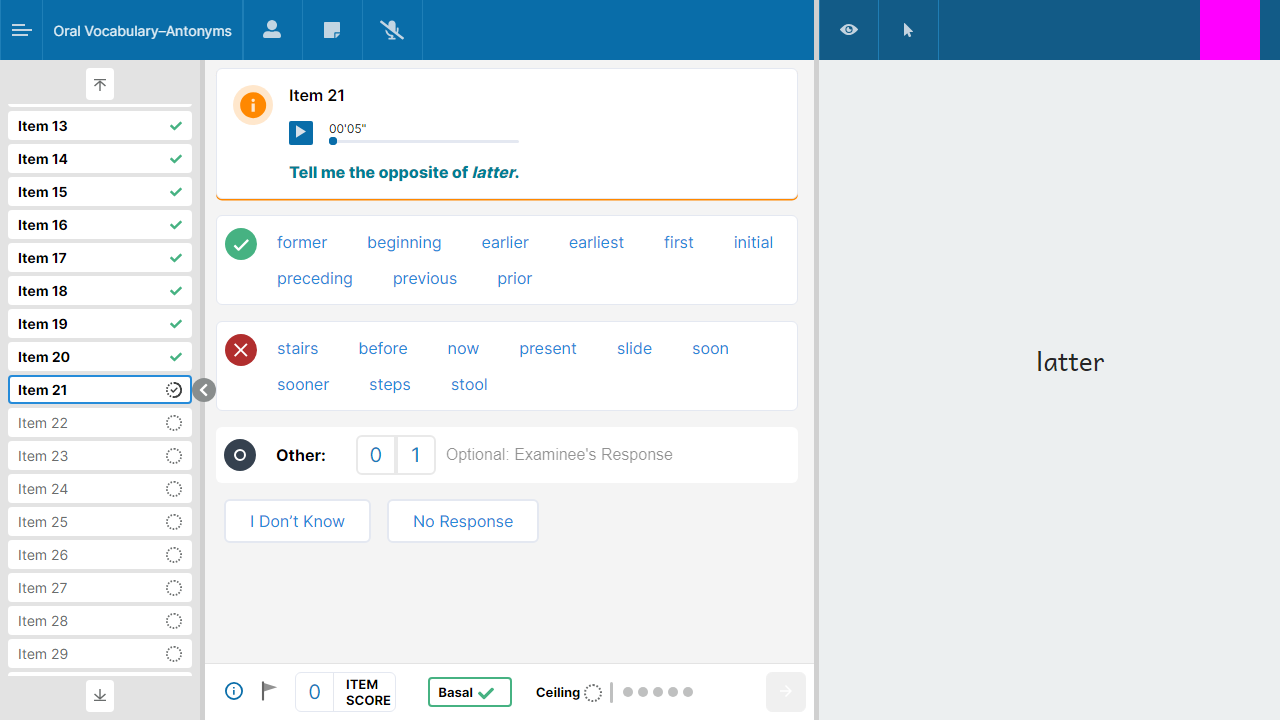 Oral Vocabulary–Antonyms
Item 13
Item 14
Item 15
Item 16
Item 17
Item 18
Item 19
Item 20
Item 21
Item 22
Item 23
Item 24
Item 25
Item 26
Item 27
Item 28
Item 29
Item 21
00'05"
Tell me the opposite of latter.
former beginning earlier earliest first initial
preceding previous prior
stairs before now present slide soon
sooner steps stool
Other: 0 1 Optional: Examinee's Response
I Don’t Know No Response
0 ITEM SCORE Basal Ceiling
latter